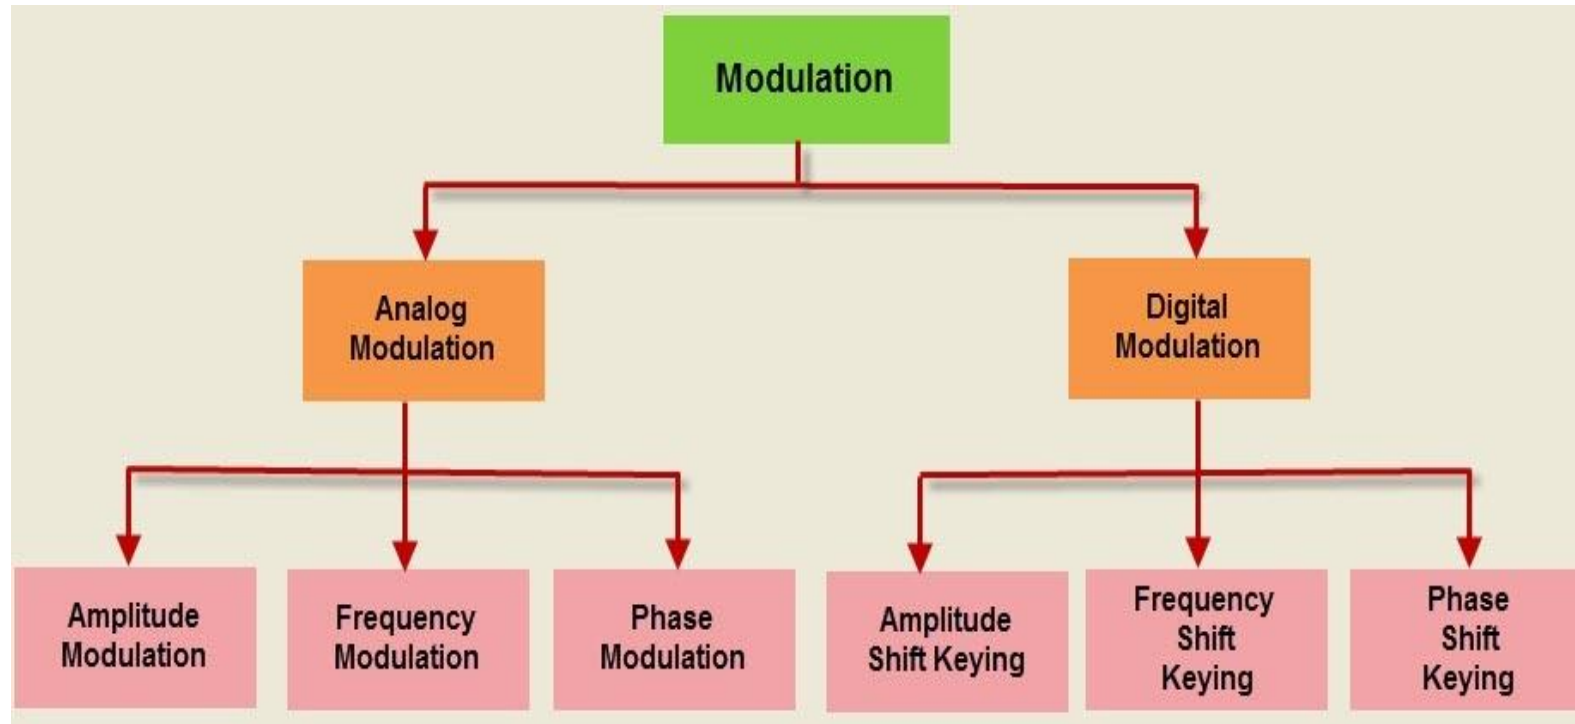 Modulation
Analog
Modulation
Digital
Modulation
Amplitude
Modulation
Frequency
Modulation
Phase
Modulation
Amplitude
Shift Keying
Frequency
Shift
Keying
Phase
Shift
Keying